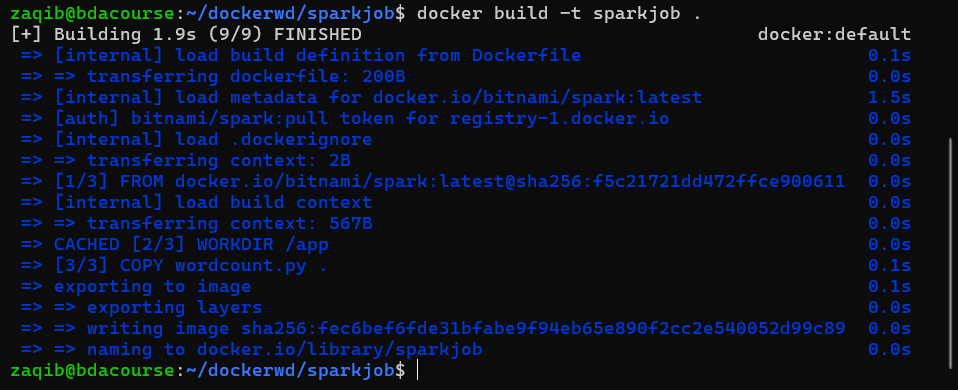 zaqib@bdacourse:~/dockerwd/sparkjob$ docker build -t sparkjob .
[+] Building 1.9s (9/9) FINISHED docker:default
=> [internal] load build definition from Dockerfile 0.1s
=> => transferring dockerfile: 200B 0.0s
=> [internal] load metadata for docker.io/bitnami/spark:latest 1.5s
=> [auth] bitnami/spark:pull token for registry-1.docker.io 0.0s
=> [internal] load .dockerignore 0.0s
=> => transferring context: 2B 0.0s
=> [1/3] FROM docker.io/bitnami/spark:latest@sha256:f5c21721dd472ffce900611 0.0s
=> [internal] load build context 0.0s
=> => transferring context: 567B 0.0s
=> CACHED [2/3] WORKDIR /app 0.0s
=> [3/3] COPY wordcount.py . 0.1s
=> exporting to image 0.1s
=> => exporting layers 0.0s
=> => writing image sha256:fec6bef6fde31bfabe9f94eb65e890f2cc2e540052d99c89 0.0s
=> => naming to docker.io/library/sparkjob 0.0s
zaqib@bdacourse:~/dockerwd/sparkjob$